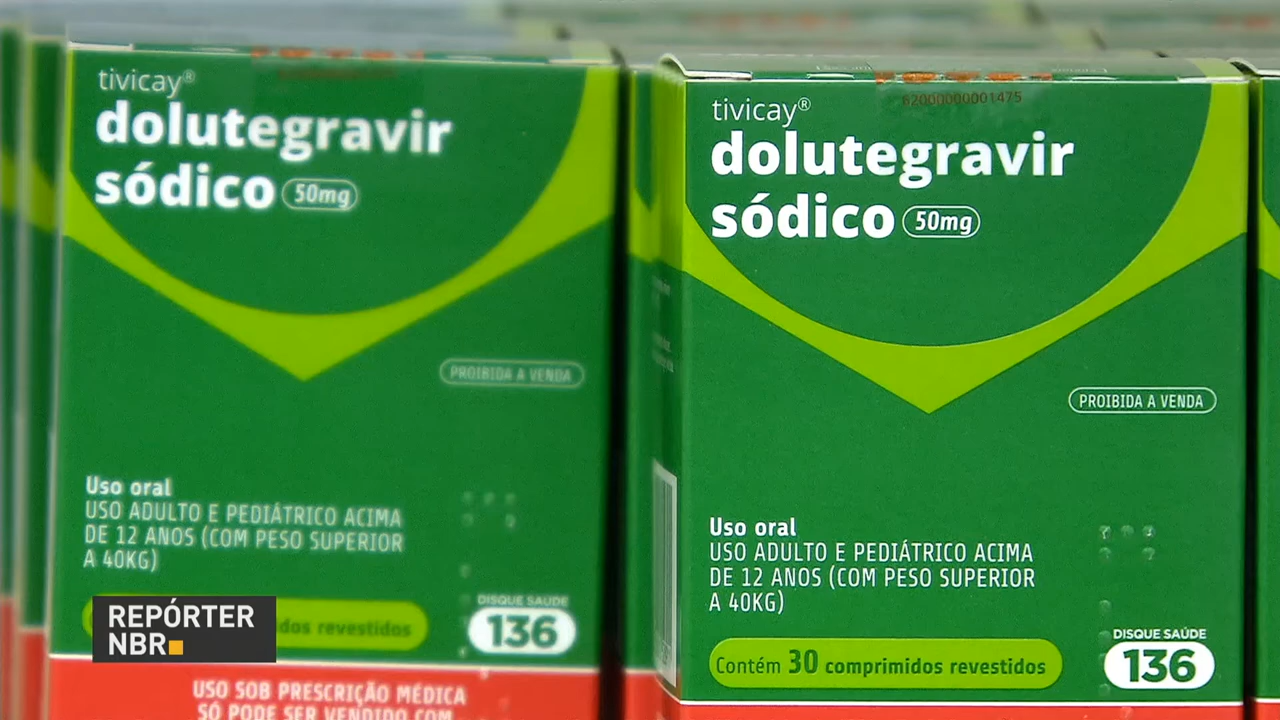 tivicay®
dolutegravir
sódico 50mg
PROIBIDA A VENDA
Uso oral
USO ADULTO E PEDIÁTRICO ACIMA
DE 12 ANOS (COM PESO SUPERIOR
A 40KG)
dos revestidos
DISQUE SAÚDE
136
USO SOB PRESCRIÇÃO MÉDICA
SÓ PODE SER VENDIDO COM
REPÓRTER
NBR
62000000001475
tivicay®
dolutegravir
sódico 50mg
PROIBIDA A VENDA
Uso oral
USO ADULTO E PEDIÁTRICO ACIMA
DE 12 ANOS (COM PESO SUPERIOR
A 40KG)
Contém 30 comprimidos revestidos
DISQUE SAÚDE
136